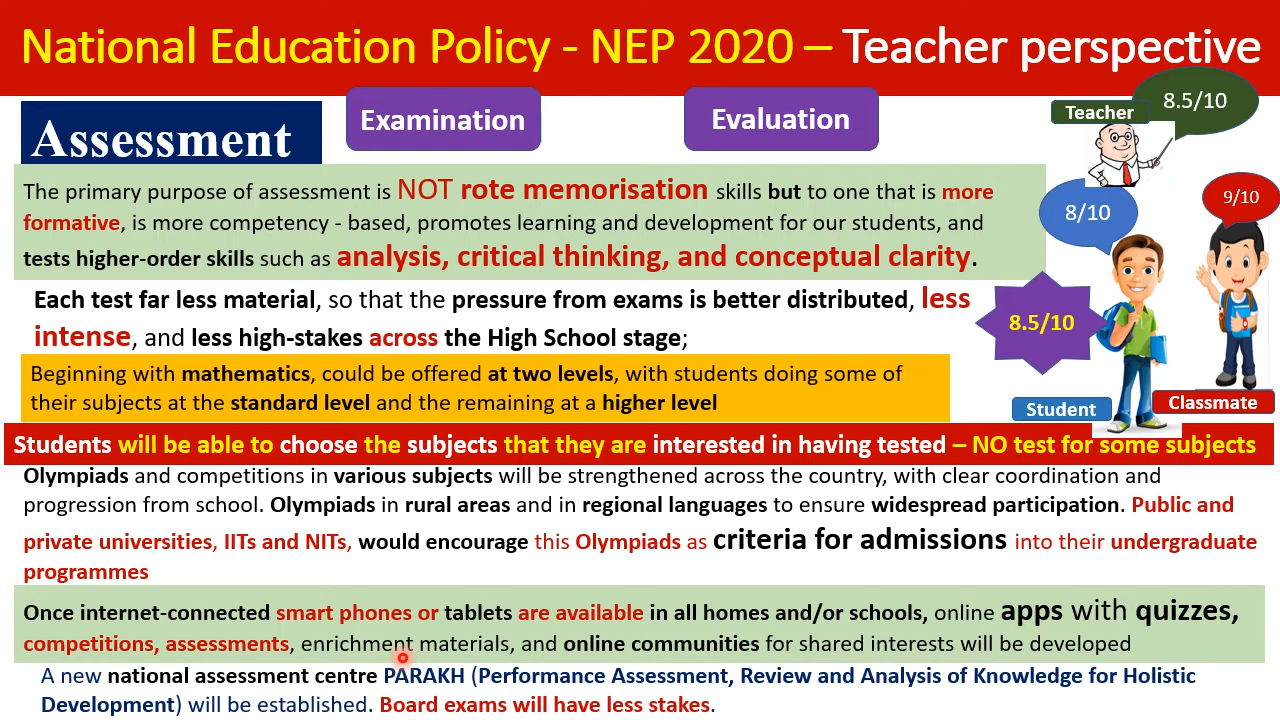 National Education Policy - NEP 2020 – Teacher perspective
Assessment
Examination
Evaluation
Teacher
8.5/10
8/10
9/10
8.5/10
Student
Classmate
The primary purpose of assessment is NOT rote memorisation skills but to one that is more
formative, is more competency - based, promotes learning and development for our students, and
tests higher-order skills such as analysis, critical thinking, and conceptual clarity.
Each test far less material, so that the pressure from exams is better distributed, less
intense, and less high-stakes across the High School stage;
Beginning with mathematics, could be offered at two levels, with students doing some of
their subjects at the standard level and the remaining at a higher level
Students will be able to choose the subjects that they are interested in having tested – NO test for some subjects
Olympiads and competitions in various subjects will be strengthened across the country, with clear coordination and
progression from school. Olympiads in rural areas and in regional languages to ensure widespread participation. Public and
private universities, IITs and NITs, would encourage this Olympiads as criteria for admissions into their undergraduate
programmes
Once internet-connected smart phones or tablets are available in all homes and/or schools, online apps with quizzes,
competitions, assessments, enrichment materials, and online communities for shared interests will be developed
A new national assessment centre PARAKH (Performance Assessment, Review and Analysis of Knowledge for Holistic
Development) will be established. Board exams will have less stakes.